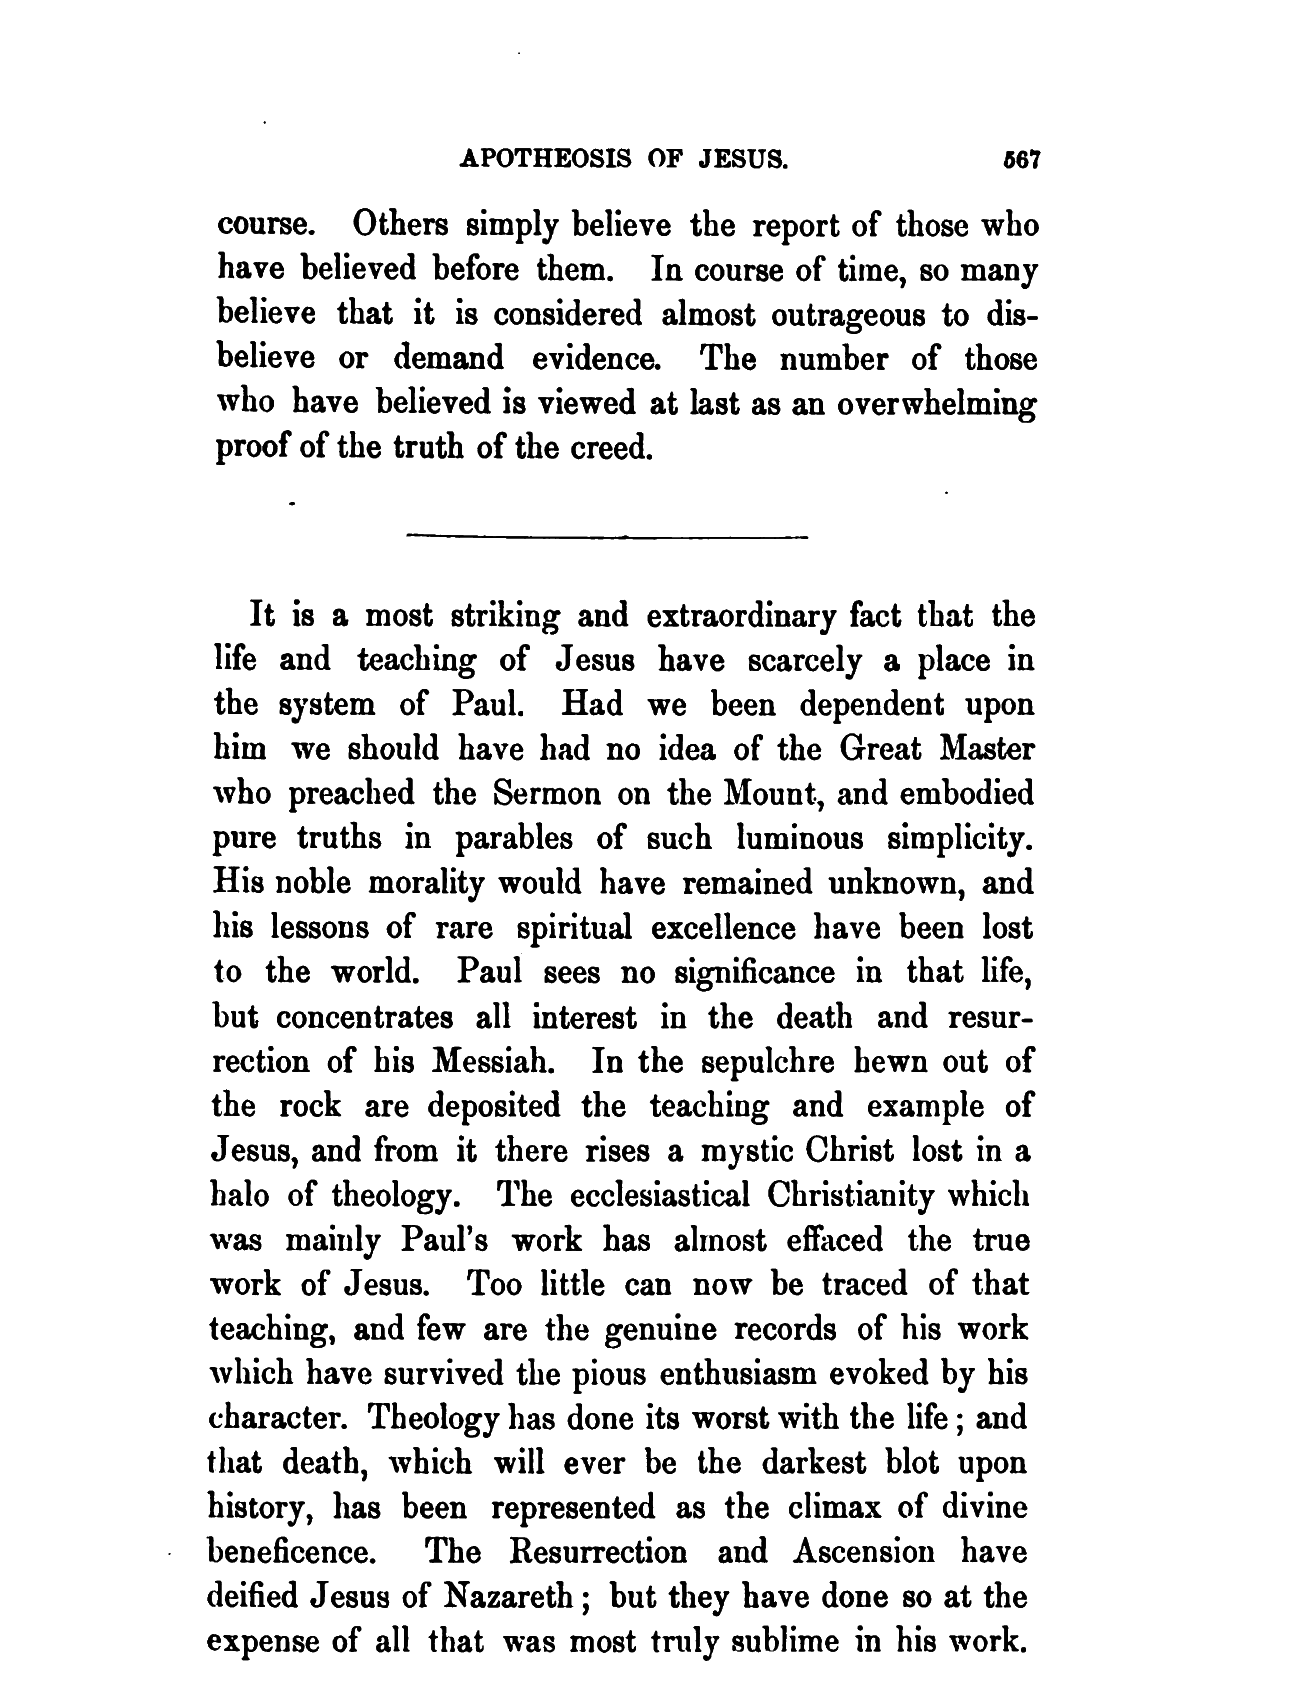 APOTHEOSIS OF JESUS. 567
course. Others simply believe the report of those who
have believed before them. In course of time, so many
believe that it is considered almost outrageous to dis-
believe or demand evidence. The number of those
who have believed is viewed at last as an overwhelming
proof of the truth of the creed.
It is a most striking and extraordinary fact that the
life and teaching of Jesus have scarcely a place in
the system of Paul. Had we been dependent upon
him we should have had no idea of the Great Master
who preached the Sermon on the Mount, and embodied
pure truths in parables of such luminous simplicity.
His noble morality would have remained unknown, and
his lessons of rare spiritual excellence have been lost
to the world. Paul sees no significance in that life,
but concentrates all interest in the death and resur-
rection of his Messiah. In the sepulchre hewn out of
the rock are deposited the teaching and example of
Jesus, and from it there rises a mystic Christ lost in a
halo of theology. The ecclesiastical Christianity which
was mainly Paul's work has almost effaced the true
work of Jesus. Too little can now be traced of that
teaching, and few are the genuine records of his work
which have survived the pious enthusiasm evoked by his
character. Theology has done its worst with the life; and
that death, which will ever be the darkest blot upon
history, has been represented as the climax of divine
beneficence. The Resurrection and Ascension have
deified Jesus of Nazareth; but they have done so at the
expense of all that was most truly sublime in his work.